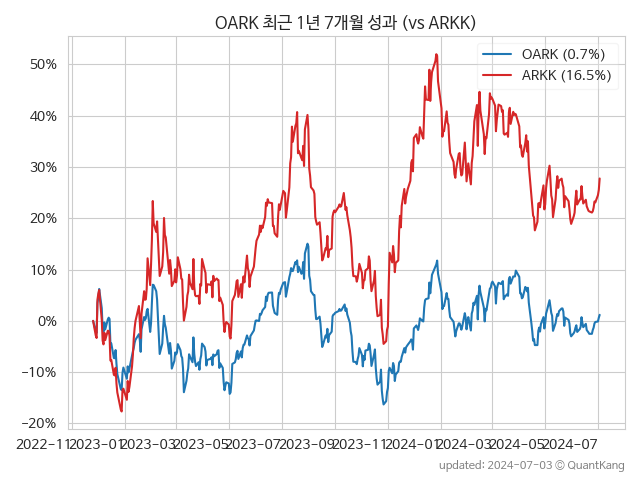 OARK 최근 1년 7개월 성과 (vs ARKK)
OARK (0.7%)
ARKK (16.5%)
50%
40%
30%
20%
10%
0%
−10%
−20%
2022-11 2023-01 2023-03 2023-05 2023-07 2023-09 2023-11 2024-01 2024-03 2024-05 2024-07
updated: 2024-07-03 © QuantKang